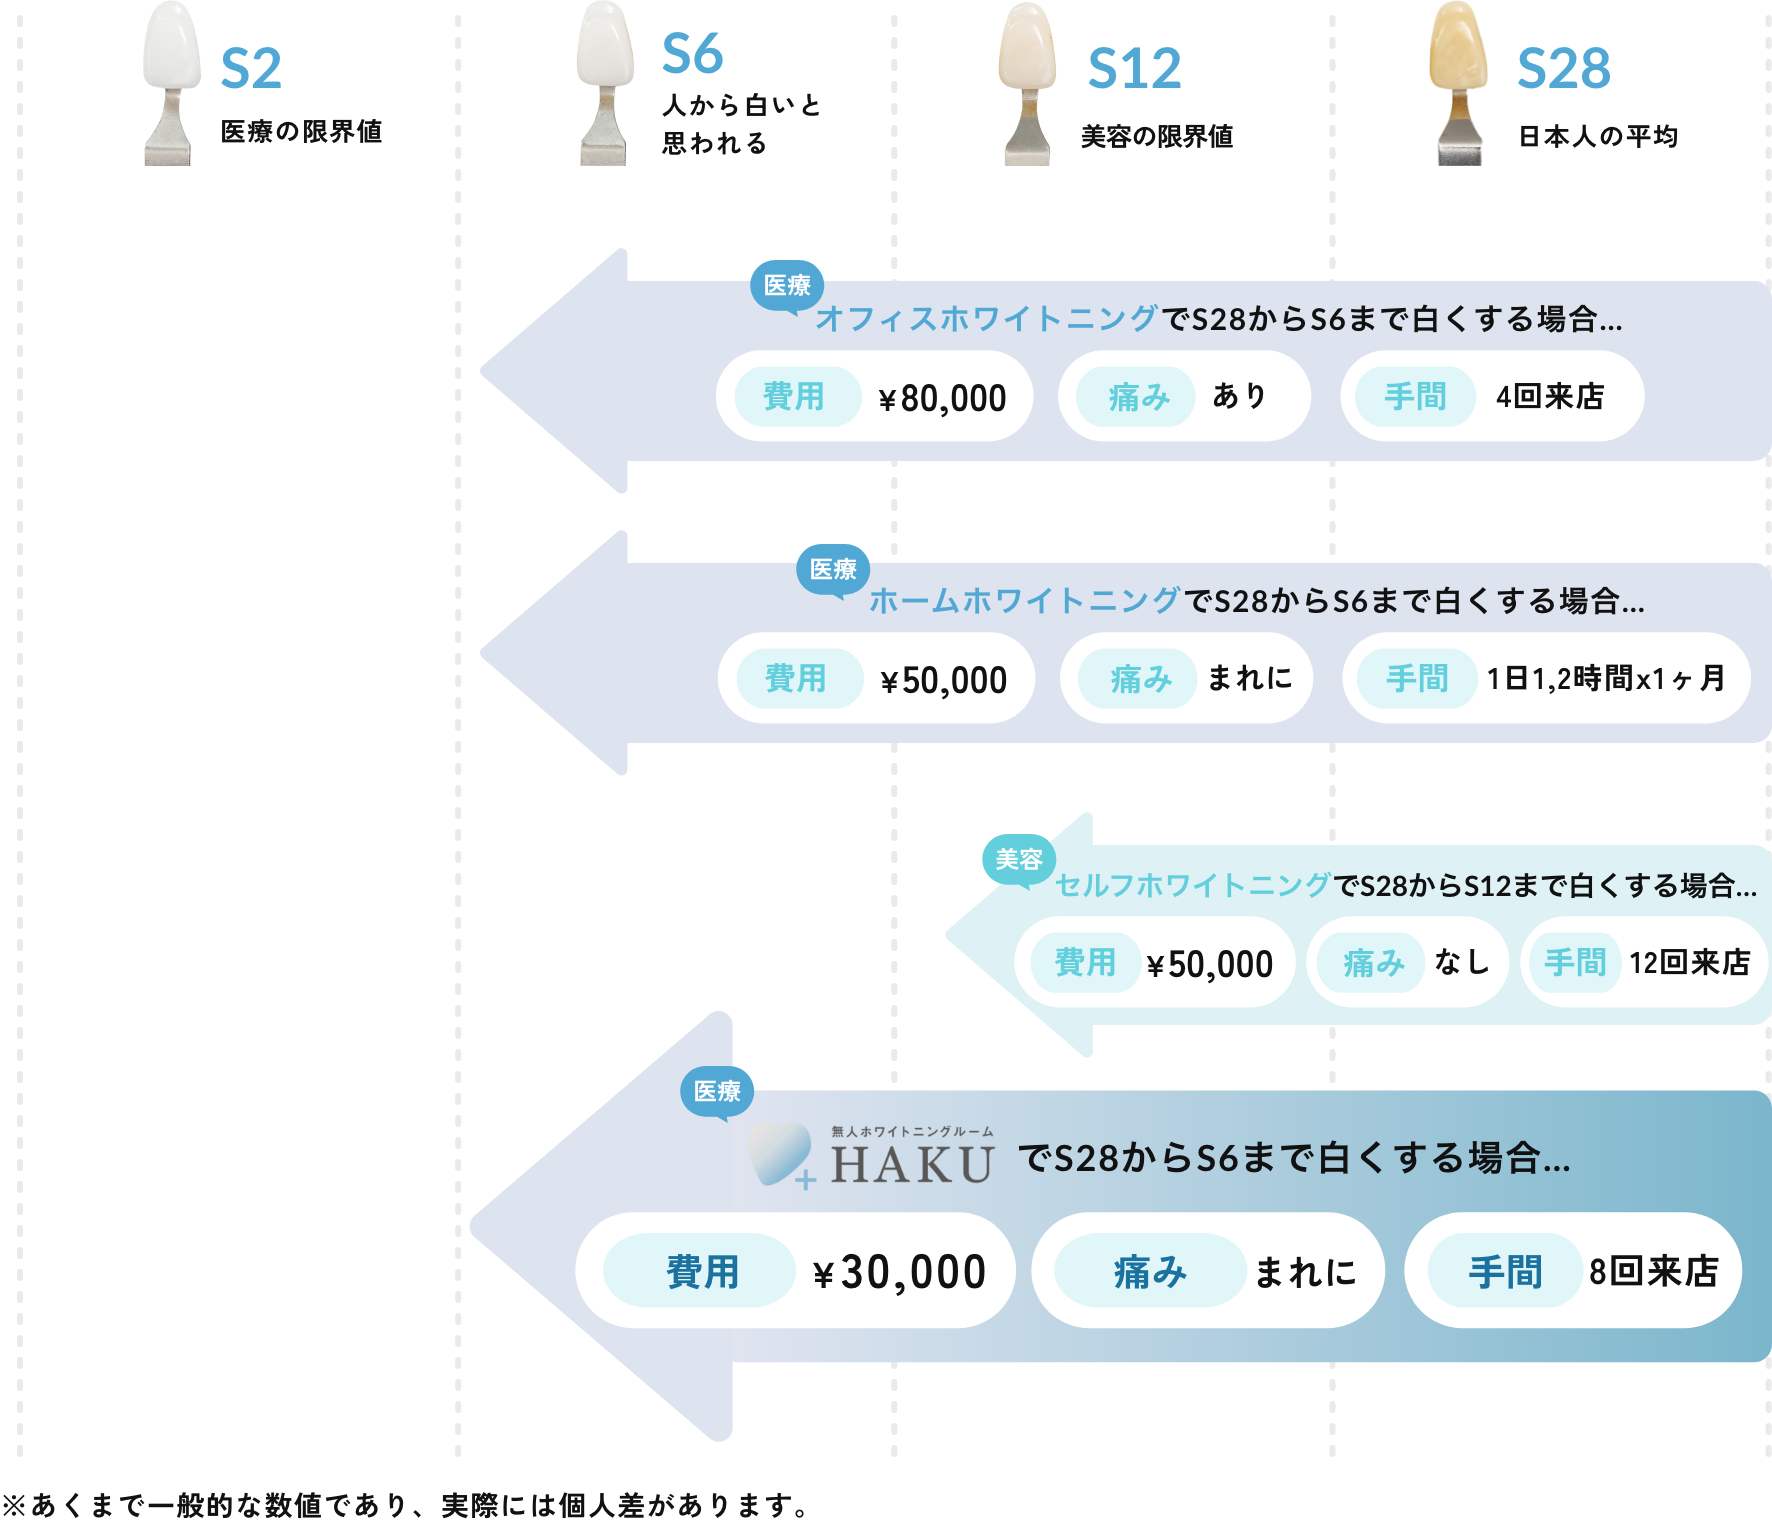 S2
医療の限界値
S6
人から白いと
思われる
S12
美容の限界値
S28
日本人の平均
医療
オフィスホワイトニングでS28からS6まで白くする場合...
費用 ¥80,000 痛み あり 手間 4回来店
医療
ホームホワイトニングでS28からS6まで白くする場合...
費用 ¥50,000 痛み まれに 手間 1日1,2時間x1ヶ月
美容
セルフホワイトニングでS28からS12まで白くする場合...
費用 ¥50,000 痛み なし 手間 12回来店
医療
無人ホワイトニングルーム
HAKU でS28からS6まで白くする場合...
費用 ¥30,000 痛み まれに 手間 8回来店
※あくまで一般的な数値であり、実際には個人差があります。